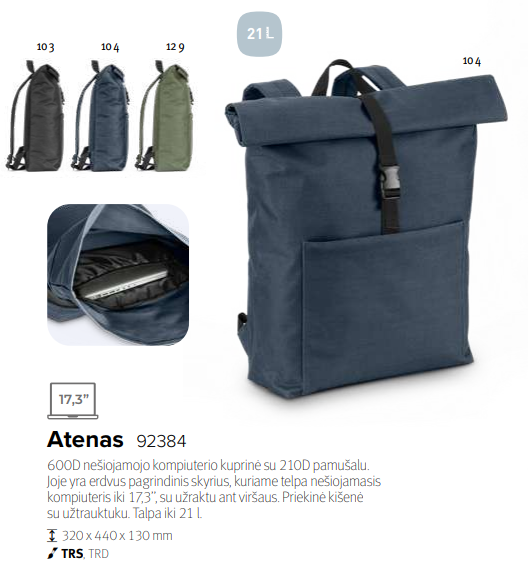 103 104 129
21 L
104
17,3”
Atenas 92384
600D nešiojamojo kompiuterio kuprinė su 210D pamušalu.
Joje yra erdvus pagrindinis skyrius, kuriame telpa nešiojamasis
kompiuteris iki 17,3”, su užraktu ant viršaus. Priekinė kišenė
su užtrauktuku. Talpa iki 21 l.
320 x 440 x 130 mm
TRS, TRD